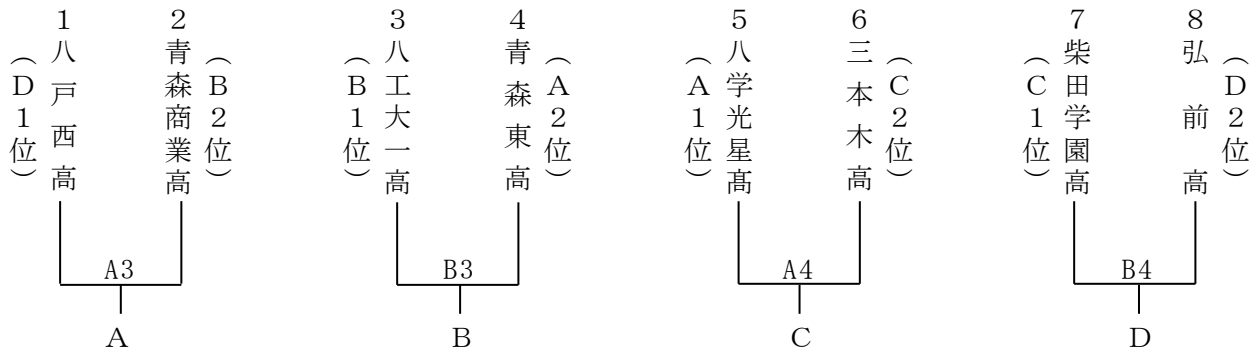 1 八戸西高 (D1位)
2 青森商業高 (B2位)
A3
A
3 八工大一高 (B1位)
4 青森東高 (A2位)
B3
B
5 八学光星髙 (A1位)
6 三本木高 (C2位)
A4
C
7 柴田学園高 (C1位)
8 弘前高 (D2位)
B4
D